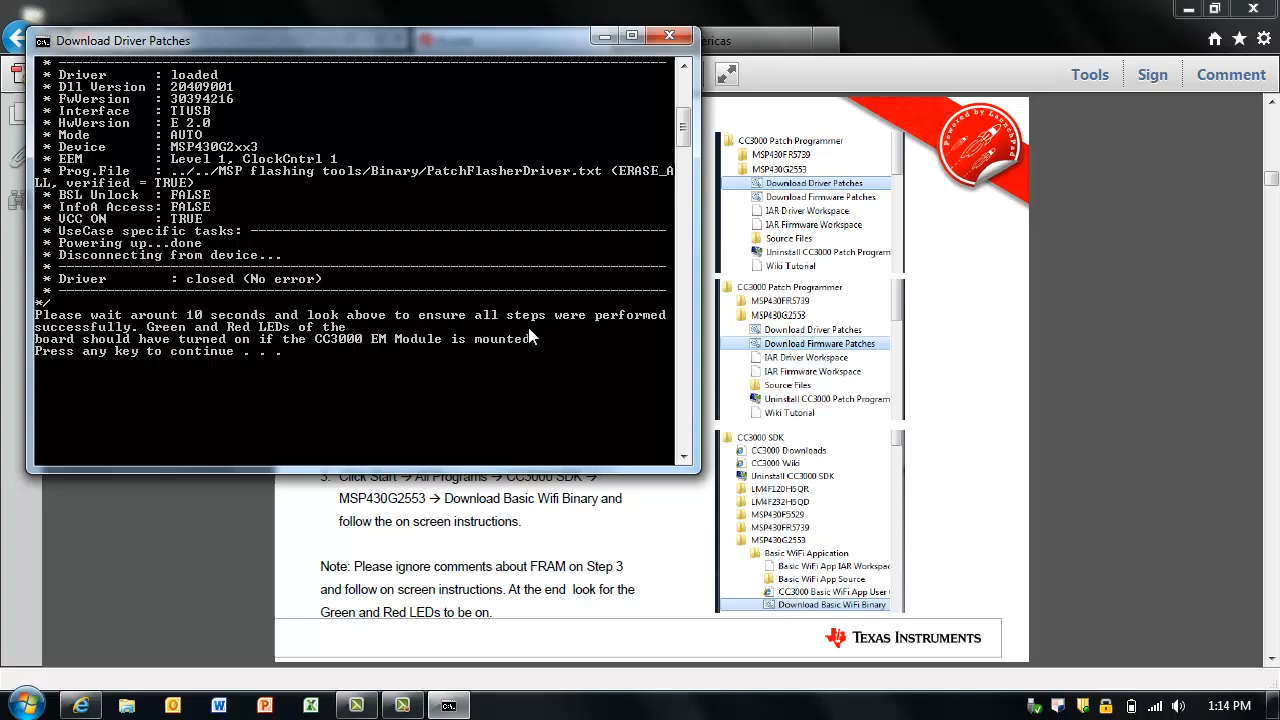 Download Driver Patches
ericas
Tools
Sign
Comment
* Driver : loaded
* Dll Version : 20409001
* FwVersion : 30394216
* Interface : TIUSB
* HwVersion : E 2.0
* Mode : AUTO
* Device : MSP430G2xx3
* EEM : Level 1, ClockCntrl 1
* Prog.File : ../../MSP flashing tools/Binary/PatchFlasherDriver.txt (ERASE_A
LL, verified = TRUE)
* BSL Unlock : FALSE
* InfoA Access: FALSE
* VCC ON : TRUE
* UseCase specific tasks: ----------------------------------------------------
* Powering up...done
* Disconnecting from device...
* -----------------------------------------------------------------------------
* Driver : closed (No error)
* -----------------------------------------------------------------------------
*/
Please wait arount 10 seconds and look above to ensure all steps were performed
successfully. Green and Red LEDs of the
board should have turned on if the CC3000 EM Module is mounted
Press any key to continue . . .
3. Click Start → All Programs → CC3000 SDK →
MSP430G2553 → Download Basic Wifi Binary and
follow the on screen instructions.
Note: Please ignore comments about FRAM on Step 3
and follow on screen instructions. At the end look for the
Green and Red LEDs to be on.
Powered by LaunchPad
CC3000 Patch Programmer
MSP430FR5739
MSP430G2553
Download Driver Patches
Download Firmware Patches
IAR Driver Workspace
IAR Firmware Workspace
Source Files
Uninstall CC3000 Patch Program
Wiki Tutorial
CC3000 Patch Programmer
MSP430FR5739
MSP430G2553
Download Driver Patches
Download Firmware Patches
IAR Driver Workspace
IAR Firmware Workspace
Source Files
Uninstall CC3000 Patch Program
Wiki Tutorial
CC3000 SDK
CC3000 Downloads
CC3000 Wiki
Uninstall CC3000 SDK
LM4F120H5QR
LM4F232H5QD
MSP430F5529
MSP430FR5739
MSP430G2553
Basic WiFi Appication
Basic WiFi App IAR Workspac
Basic WiFi App Source
CC3000 Basic WiFi App User
Download Basic WiFi Binary
TEXAS INSTRUMENTS
1:14 PM